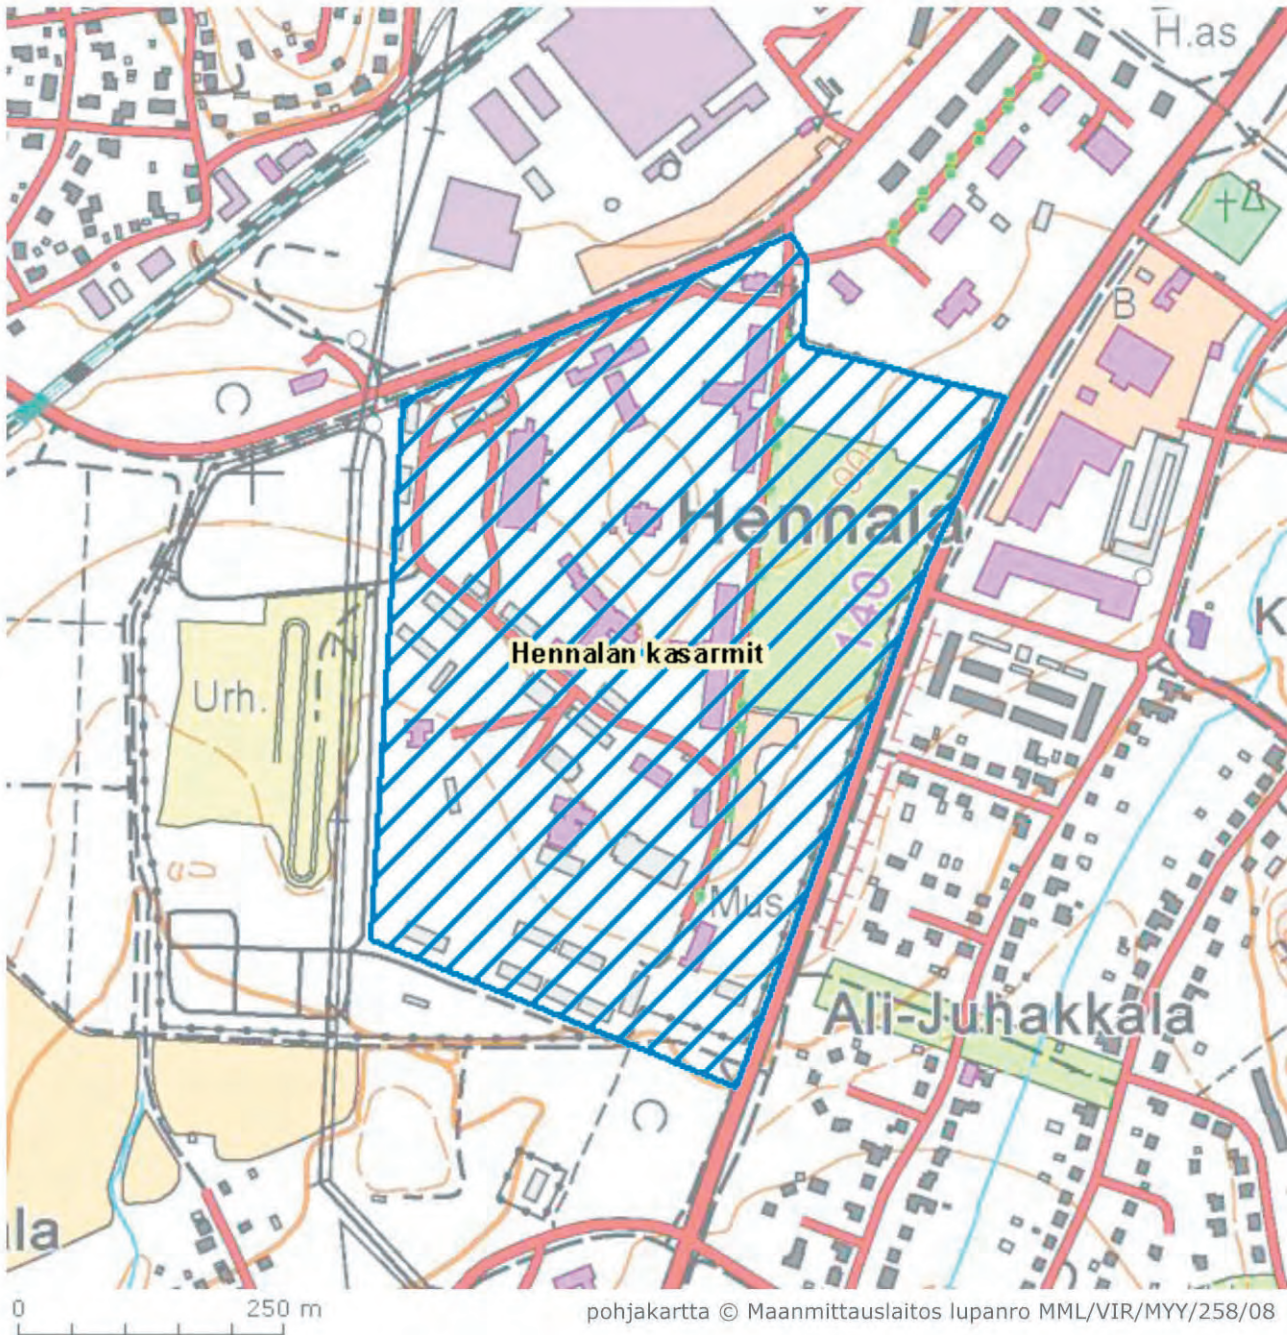 H.as
B
Hennala
140
Urh.
Hennalan kasarmit
K
Mus.
Ali-Juhakkala
la
0 250 m
pohjakartta © Maanmittauslaitos lupanro MML/VIR/MYY/258/08